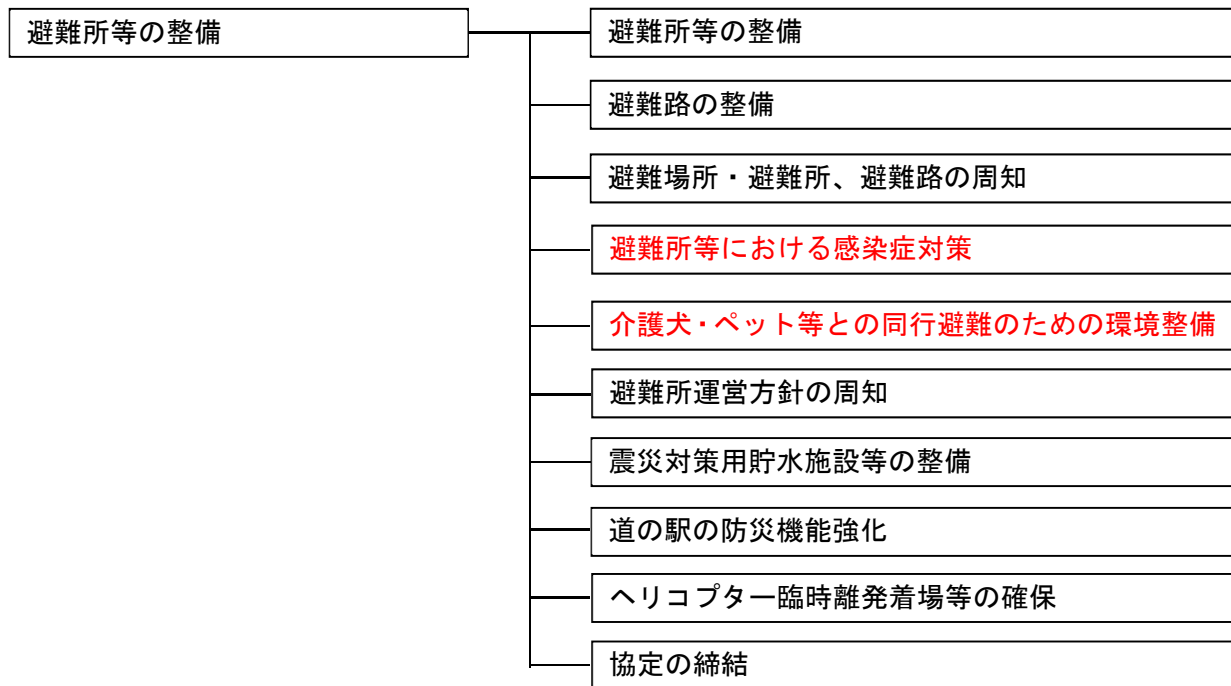 避難所等の整備
避難所等の整備
避難路の整備
避難場所・避難所、避難路の周知
避難所等における感染症対策
介護犬・ペット等との同行避難のための環境整備
避難所運営方針の周知
震災対策用貯水施設等の整備
道の駅の防災機能強化
ヘリコプター臨時離発着場等の確保
協定の締結